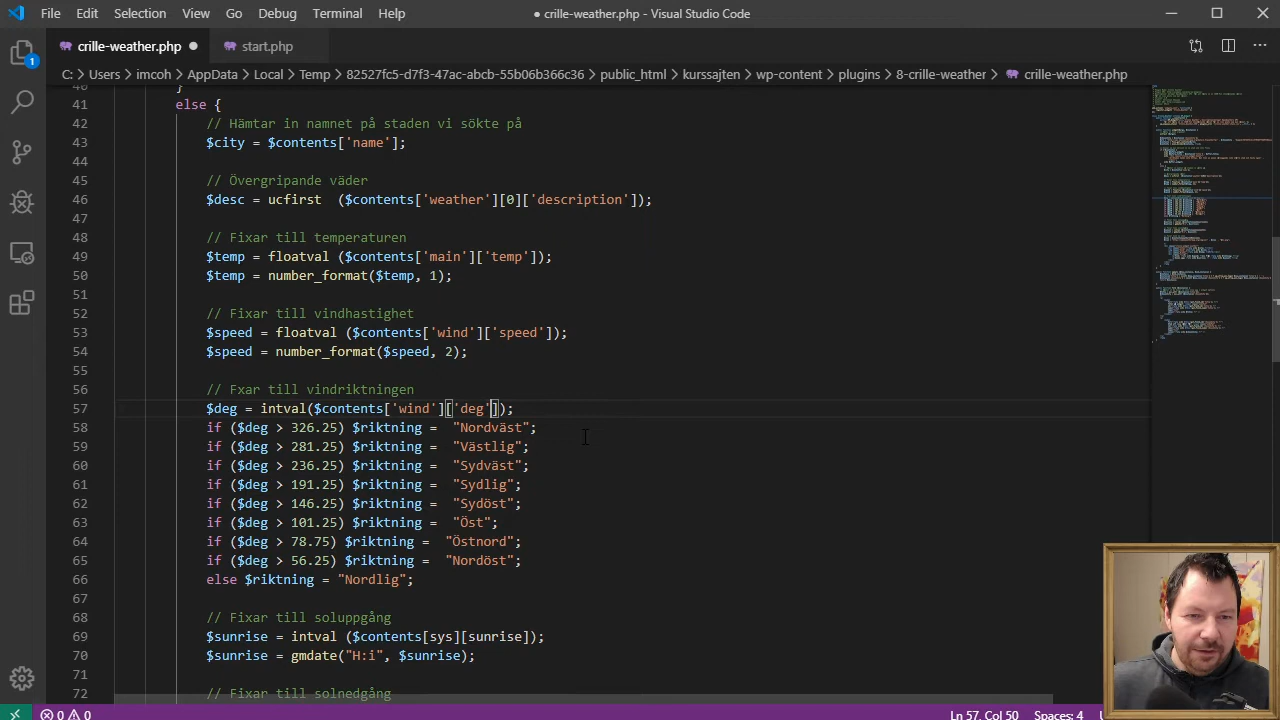 File Edit Selection View Go Debug Terminal Help ● crille-weather.php - Visual Studio Code
crille-weather.php ● start.php
C: > Users > imcoh > AppData > Local > Temp > 82527fc5-d7f3-47ac-abcb-55b06b366c36 > public_html > kurssajten > wp-content > plugins > 8-crille-weather > crille-weather.php
1
40 }
41 else {
42 // Hämtar in namnet på staden vi sökte på
43 $city = $contents['name'];
44
45 // Övergripande väder
46 $desc = ucfirst  ($contents['weather'][0]['description']);
47
48 // Fixar till temperaturen
49 $temp = floatval ($contents['main']['temp']);
50 $temp = number_format($temp, 1);
51
52 // Fixar till vindhastighet
53 $speed = floatval ($contents['wind']['speed']);
54 $speed = number_format($speed, 2);
55
56 // Fxar till vindriktningen
57 $deg = intval($contents['wind']['deg']);
58 if ($deg > 326.25) $riktning =  "Nordväst";
59 if ($deg > 281.25) $riktning =  "Västlig";
60 if ($deg > 236.25) $riktning =  "Sydväst";
61 if ($deg > 191.25) $riktning =  "Sydlig";
62 if ($deg > 146.25) $riktning =  "Sydöst";
63 if ($deg > 101.25) $riktning =  "Öst";
64 if ($deg > 78.75) $riktning =  "Östnord";
65 if ($deg > 56.25) $riktning =  "Nordöst";
66 else $riktning = "Nordlig";
67
68 // Fixar till soluppgång
69 $sunrise = intval ($contents[sys][sunrise]);
70 $sunrise = gmdate("H:i", $sunrise);
71
72 // Fixar till solnedgång
0 0 Ln 57, Col 50 Spaces: 4